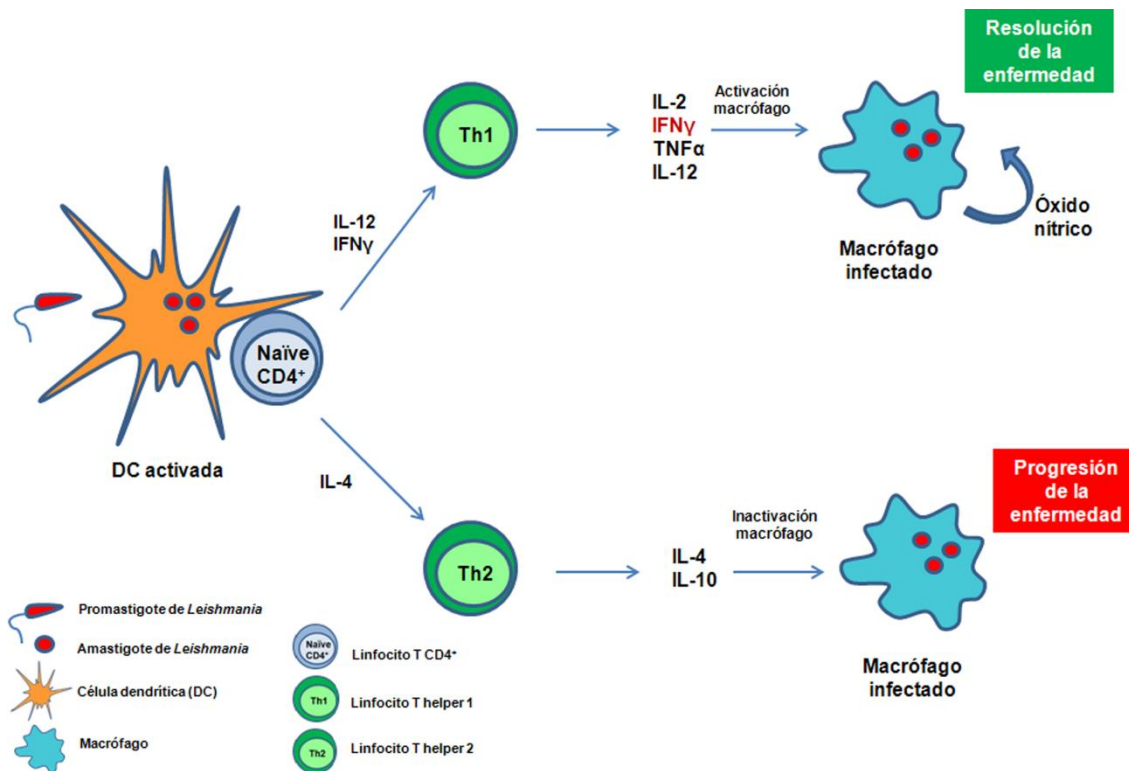 Resolución
de la
enfermedad
Th1
IL-2
IFNγ
TNFα
IL-12
Activación
macrófago
IL-12
IFNγ
Óxido
nítrico
Macrófago
infectado
Naïve
CD4⁺
DC activada
IL-4
Progresión
de la
enfermedad
Inactivación
macrófago
Th2
IL-4
IL-10
Macrófago
infectado
Promastigote de Leishmania
Amastigote de Leishmania
Célula dendrítica (DC)
Macrófago
Naïve
CD4⁺
Linfocito T CD4⁺
Th1
Linfocito T helper 1
Th2
Linfocito T helper 2